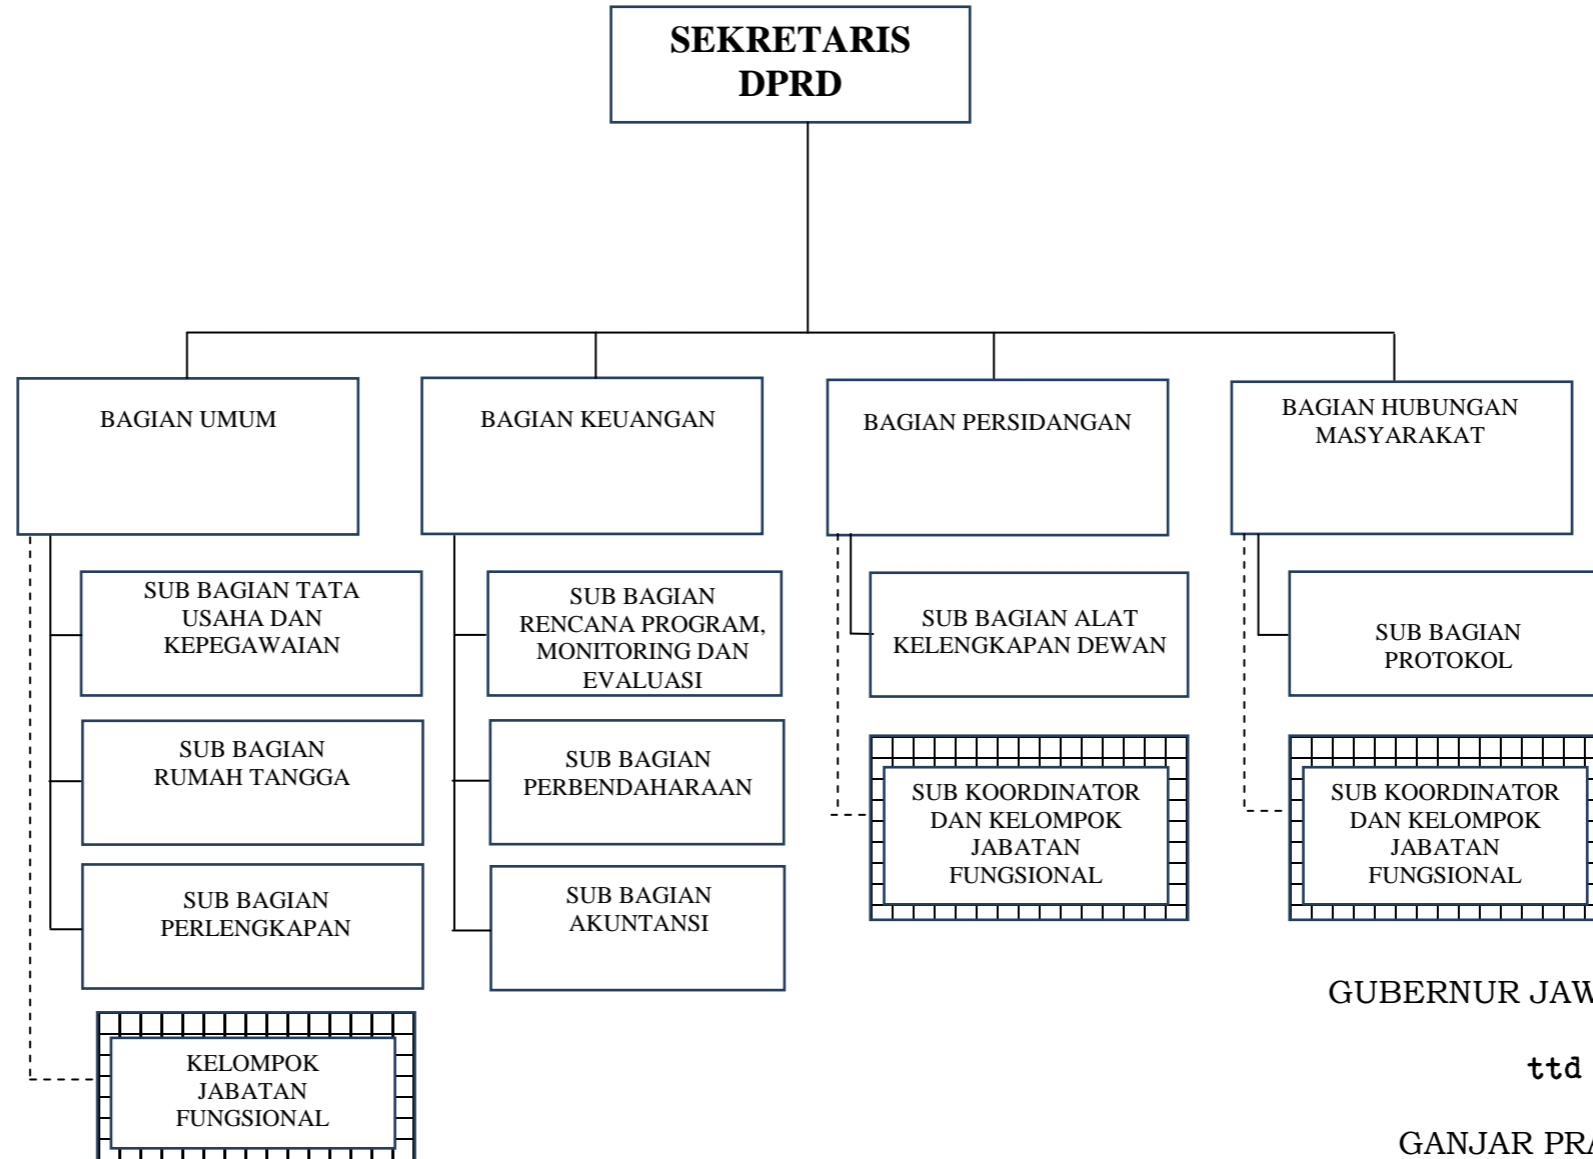 SEKRETARIS
DPRD
BAGIAN UMUM
BAGIAN KEUANGAN
BAGIAN PERSIDANGAN
BAGIAN HUBUNGAN
MASYARAKAT
SUB BAGIAN TATA
USAHA DAN
KEPEGAWAIAN
SUB BAGIAN
RENCANA PROGRAM,
MONITORING DAN
EVALUASI
SUB BAGIAN ALAT
KELENGKAPAN DEWAN
SUB BAGIAN
PROTOKOL
SUB BAGIAN
RUMAH TANGGA
SUB BAGIAN
PERBENDAHARAAN
SUB KOORDINATOR
DAN KELOMPOK
JABATAN
FUNGSIONAL
SUB KOORDINATOR
DAN KELOMPOK
JABATAN
FUNGSIONAL
SUB BAGIAN
PERLENGKAPAN
SUB BAGIAN
AKUNTANSI
KELOMPOK
JABATAN
FUNGSIONAL
GUBERNUR
ttd
GANJAR